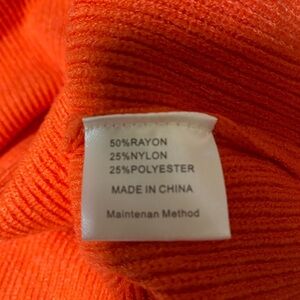 50%RAYON
25%NYLON
25%POLYESTER
MADE IN CHINA
Maintenan Method